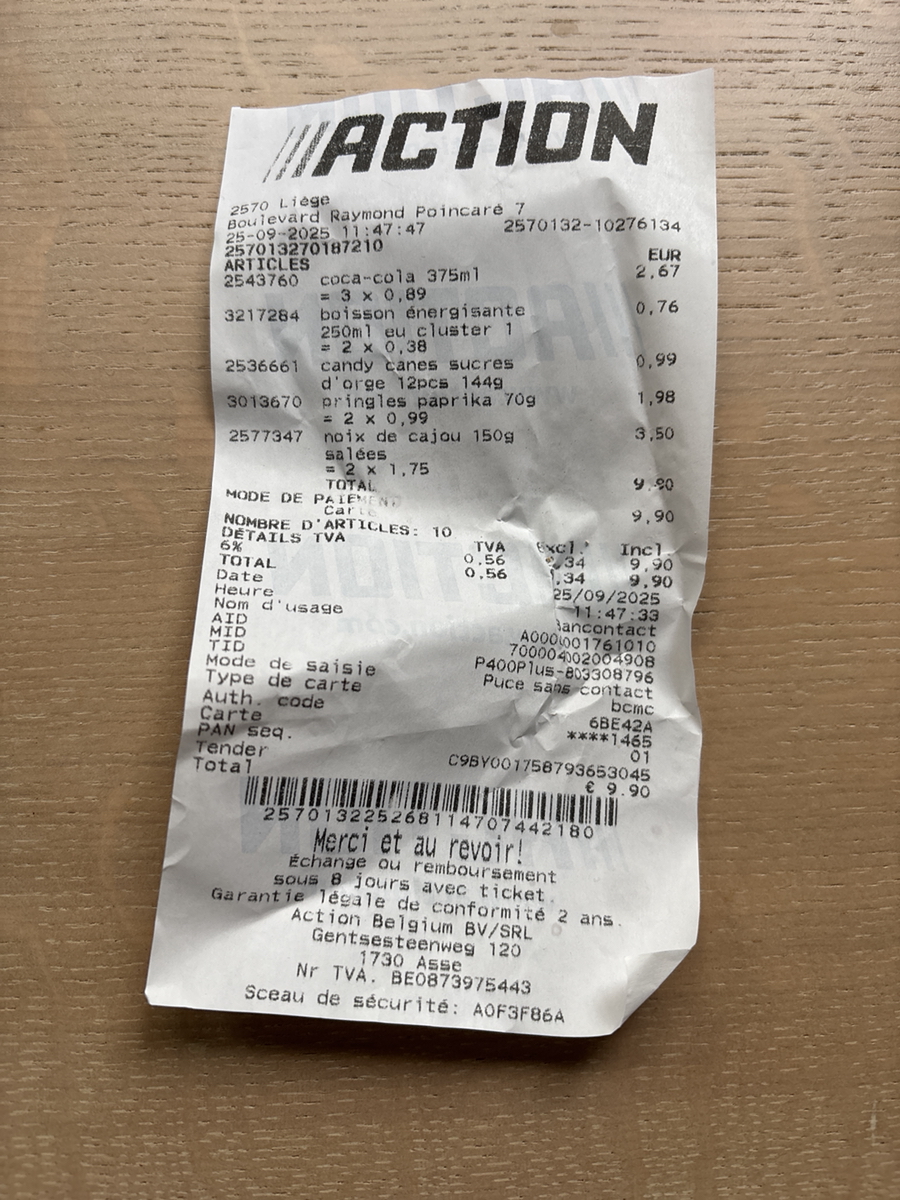 ACTION
2570 Liège
Boulevard Raymond Poincaré 7
25-09-2025 11:47:47 2570132-10276134
257013270187210
ARTICLES EUR
2543760 coca-cola 375ml 2,67
= 3 x 0,89
3217284 boisson énergisante 0,76
250ml eu cluster 1
= 2 x 0,38
2536661 candy canes sucres 0,99
d'orge 12pcs 144g
3013670 pringles paprika 70g 1,98
= 2 x 0,99
2577347 noix de cajou 150g 3,50
salées
= 2 x 1,75
TOTAL 9,90
MODE DE PAIEMENT
Carte 9,90
NOMBRE D'ARTICLES: 10
DÉTAILS TVA TVA Excl. Incl.
6% 0,56 ,34 9,90
TOTAL 0,56 ,34 9,90
Date 25/09/2025
Heure 11:47:33
Nom d'usage Bancontact
AID
MID
TID P400Plus-803308796
Mode de saisie Puce sans contact
Type de carte bcmc
Auth. code 6BE42A
Carte ****1465
PAN seq. 01
Tender C9BY001758793653045
Total € 9.90
257013225268114707442180
Merci et au revoir!
Échange ou remboursement
sous 8 jours avec ticket.
Garantie légale de conformité 2 ans.
Action Belgium BV/SRL
Gentsesteenweg 120
1730 Asse
Nr TVA. BE0873975443
Sceau de sécurité: A0F3F86A